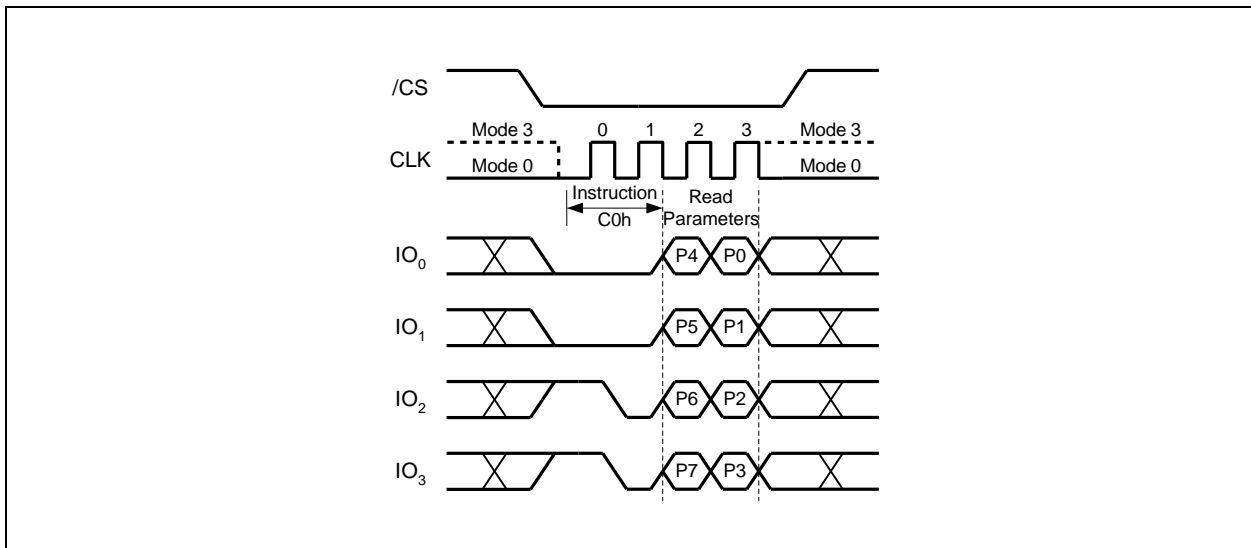 /CS
Mode 3 0 1 2 3 Mode 3
CLK
Mode 0 Mode 0
Instruction Read
C0h Parameters
IO0 P4 P0
IO1 P5 P1
IO2 P6 P2
IO3 P7 P3